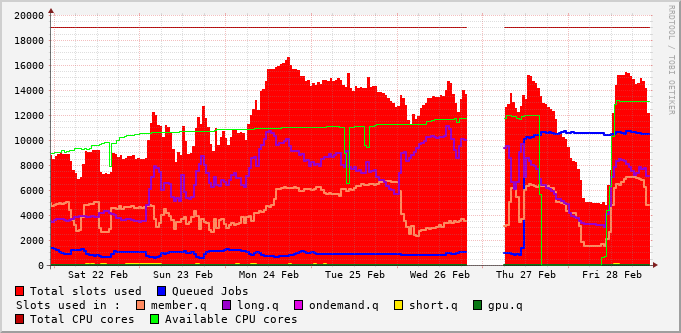 20000
18000
16000
14000
12000
10000
8000
6000
4000
2000
0
Sat 22 Feb Sun 23 Feb Mon 24 Feb Tue 25 Feb Wed 26 Feb Thu 27 Feb Fri 28 Feb
RRDTOOL / TOBI OETIKER
Total slots used Queued Jobs
Slots used in : member.q long.q ondemand.q short.q gpu.q
Total CPU cores Available CPU cores